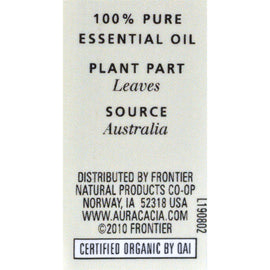 100% PURE
ESSENTIAL OIL
PLANT PART
Leaves
SOURCE
Australia
DISTRIBUTED BY FRONTIER
NATURAL PRODUCTS CO-OP
NORWAY, IA 52318 USA
WWW.AURACACIA.COM
©2010 FRONTIER
L190802
CERTIFIED ORGANIC BY QAI